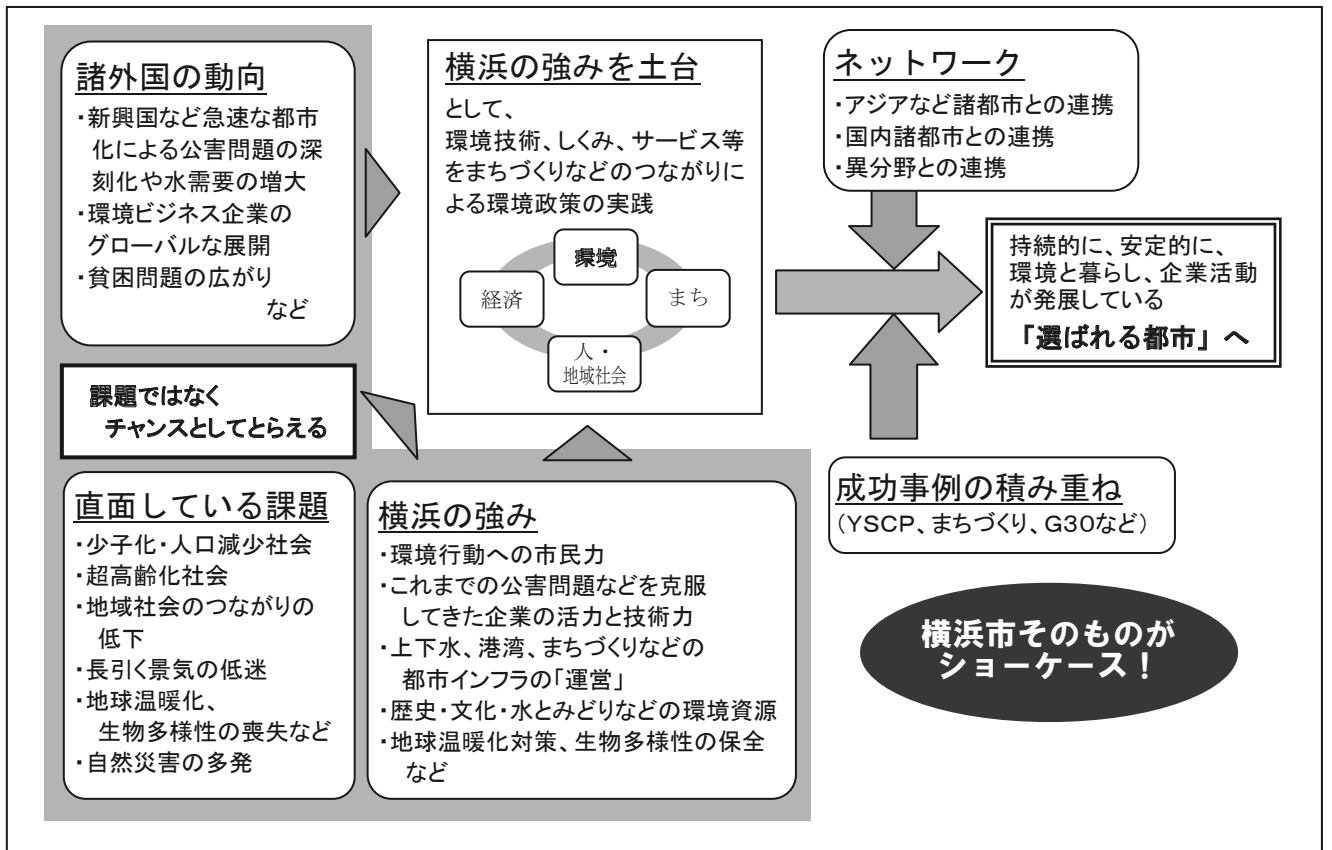 諸外国の動向
・新興国など急速な都市
化による公害問題の深
刻化や水需要の増大
・環境ビジネス企業の
グローバルな展開
・貧困問題の広がり
など
課題ではなく
チャンスとしてとらえる
直面している課題
・少子化・人口減少社会
・超高齢化社会
・地域社会のつながりの
低下
・長引く景気の低迷
・地球温暖化、
生物多様性の喪失など
・自然災害の多発
横浜の強み
・環境行動への市民力
・これまでの公害問題などを克服
してきた企業の活力と技術力
・上下水、港湾、まちづくりなどの
都市インフラの「運営」
・歴史・文化・水とみどりなどの環境資源
・地球温暖化対策、生物多様性の保全
など
横浜の強みを土台
として、
環境技術、しくみ、サービス等
をまちづくりなどのつながりに
よる環境政策の実践
環境
経済
まち
人・
地域社会
ネットワーク
・アジアなど諸都市との連携
・国内諸都市との連携
・異分野との連携
持続的に、安定的に、
環境と暮らし、企業活動
が発展している
「選ばれる都市」へ
成功事例の積み重ね
（YSCP、まちづくり、G30など）
横浜市そのものが
ショーケース！